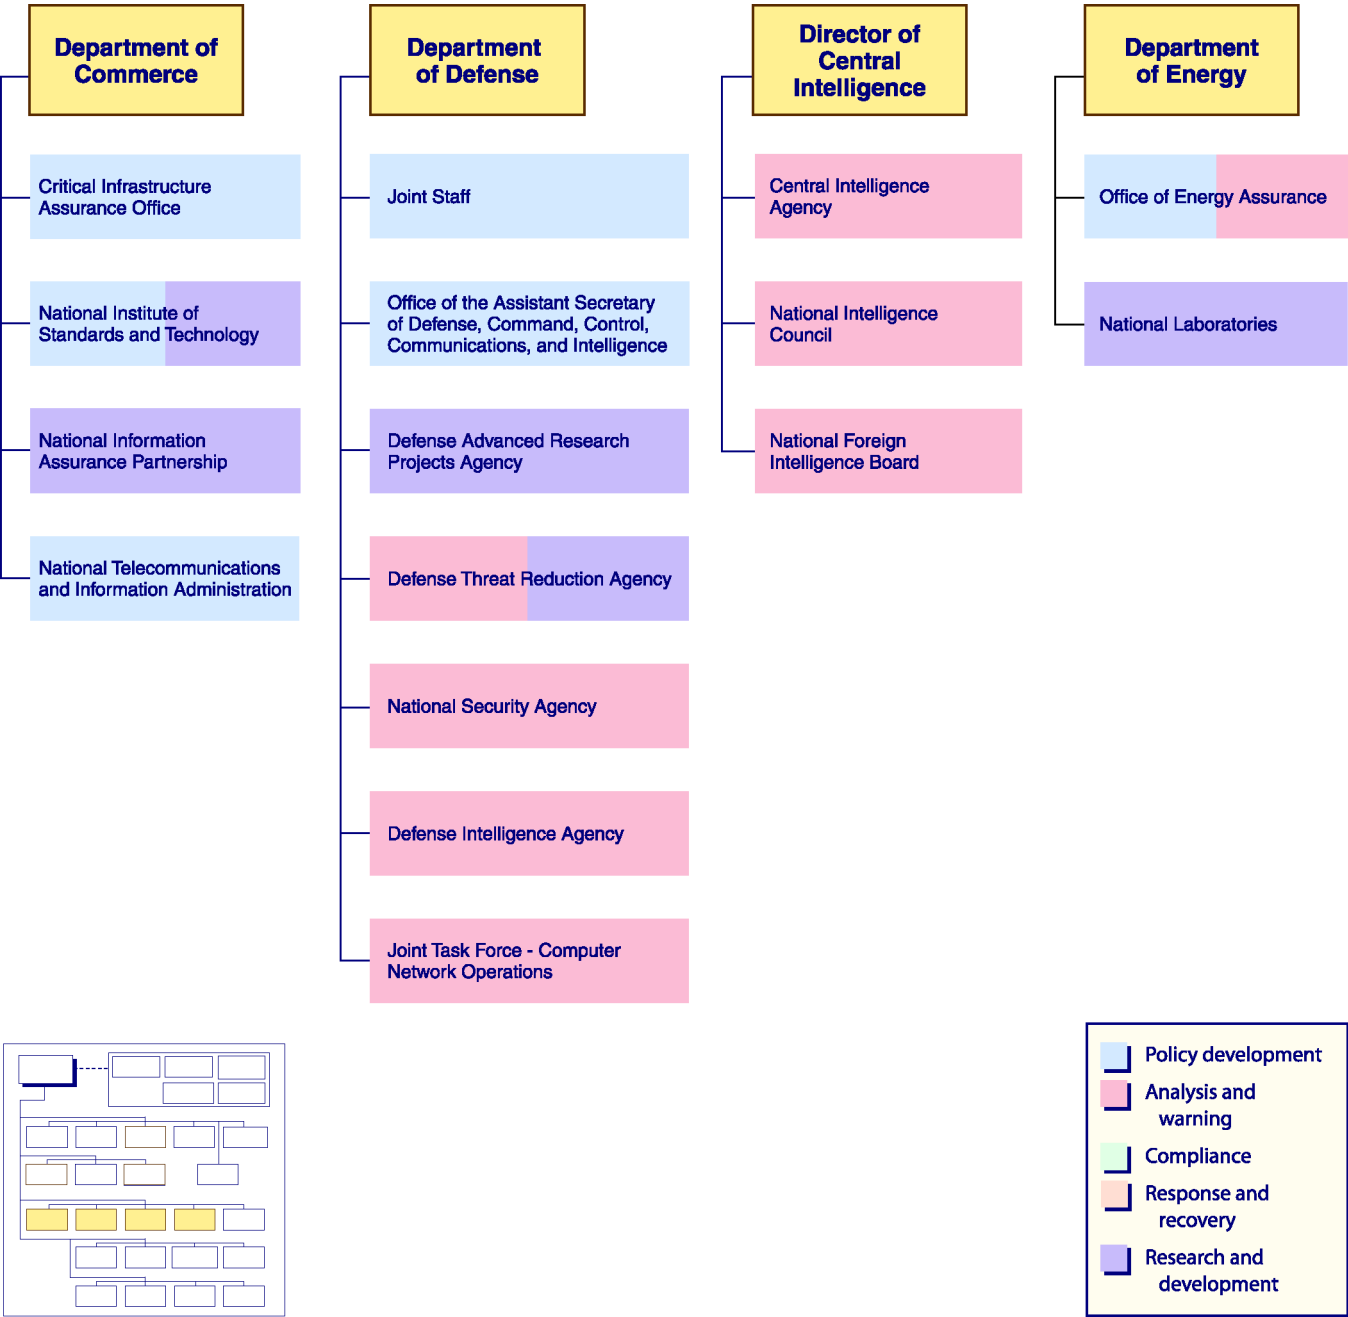 Department of
Commerce
Critical Infrastructure
Assurance Office
National Institute of
Standards and Technology
National Information
Assurance Partnership
National Telecommunications
and Information Administration
Department
of Defense
Joint Staff
Office of the Assistant Secretary
of Defense, Command, Control,
Communications, and Intelligence
Defense Advanced Research
Projects Agency
Defense Threat Reduction Agency
National Security Agency
Defense Intelligence Agency
Joint Task Force - Computer
Network Operations
Director of
Central
Intelligence
Central Intelligence
Agency
National Intelligence
Council
National Foreign
Intelligence Board
Department
of Energy
Office of Energy Assurance
National Laboratories
Policy development
Analysis and
warning
Compliance
Response and
recovery
Research and
development